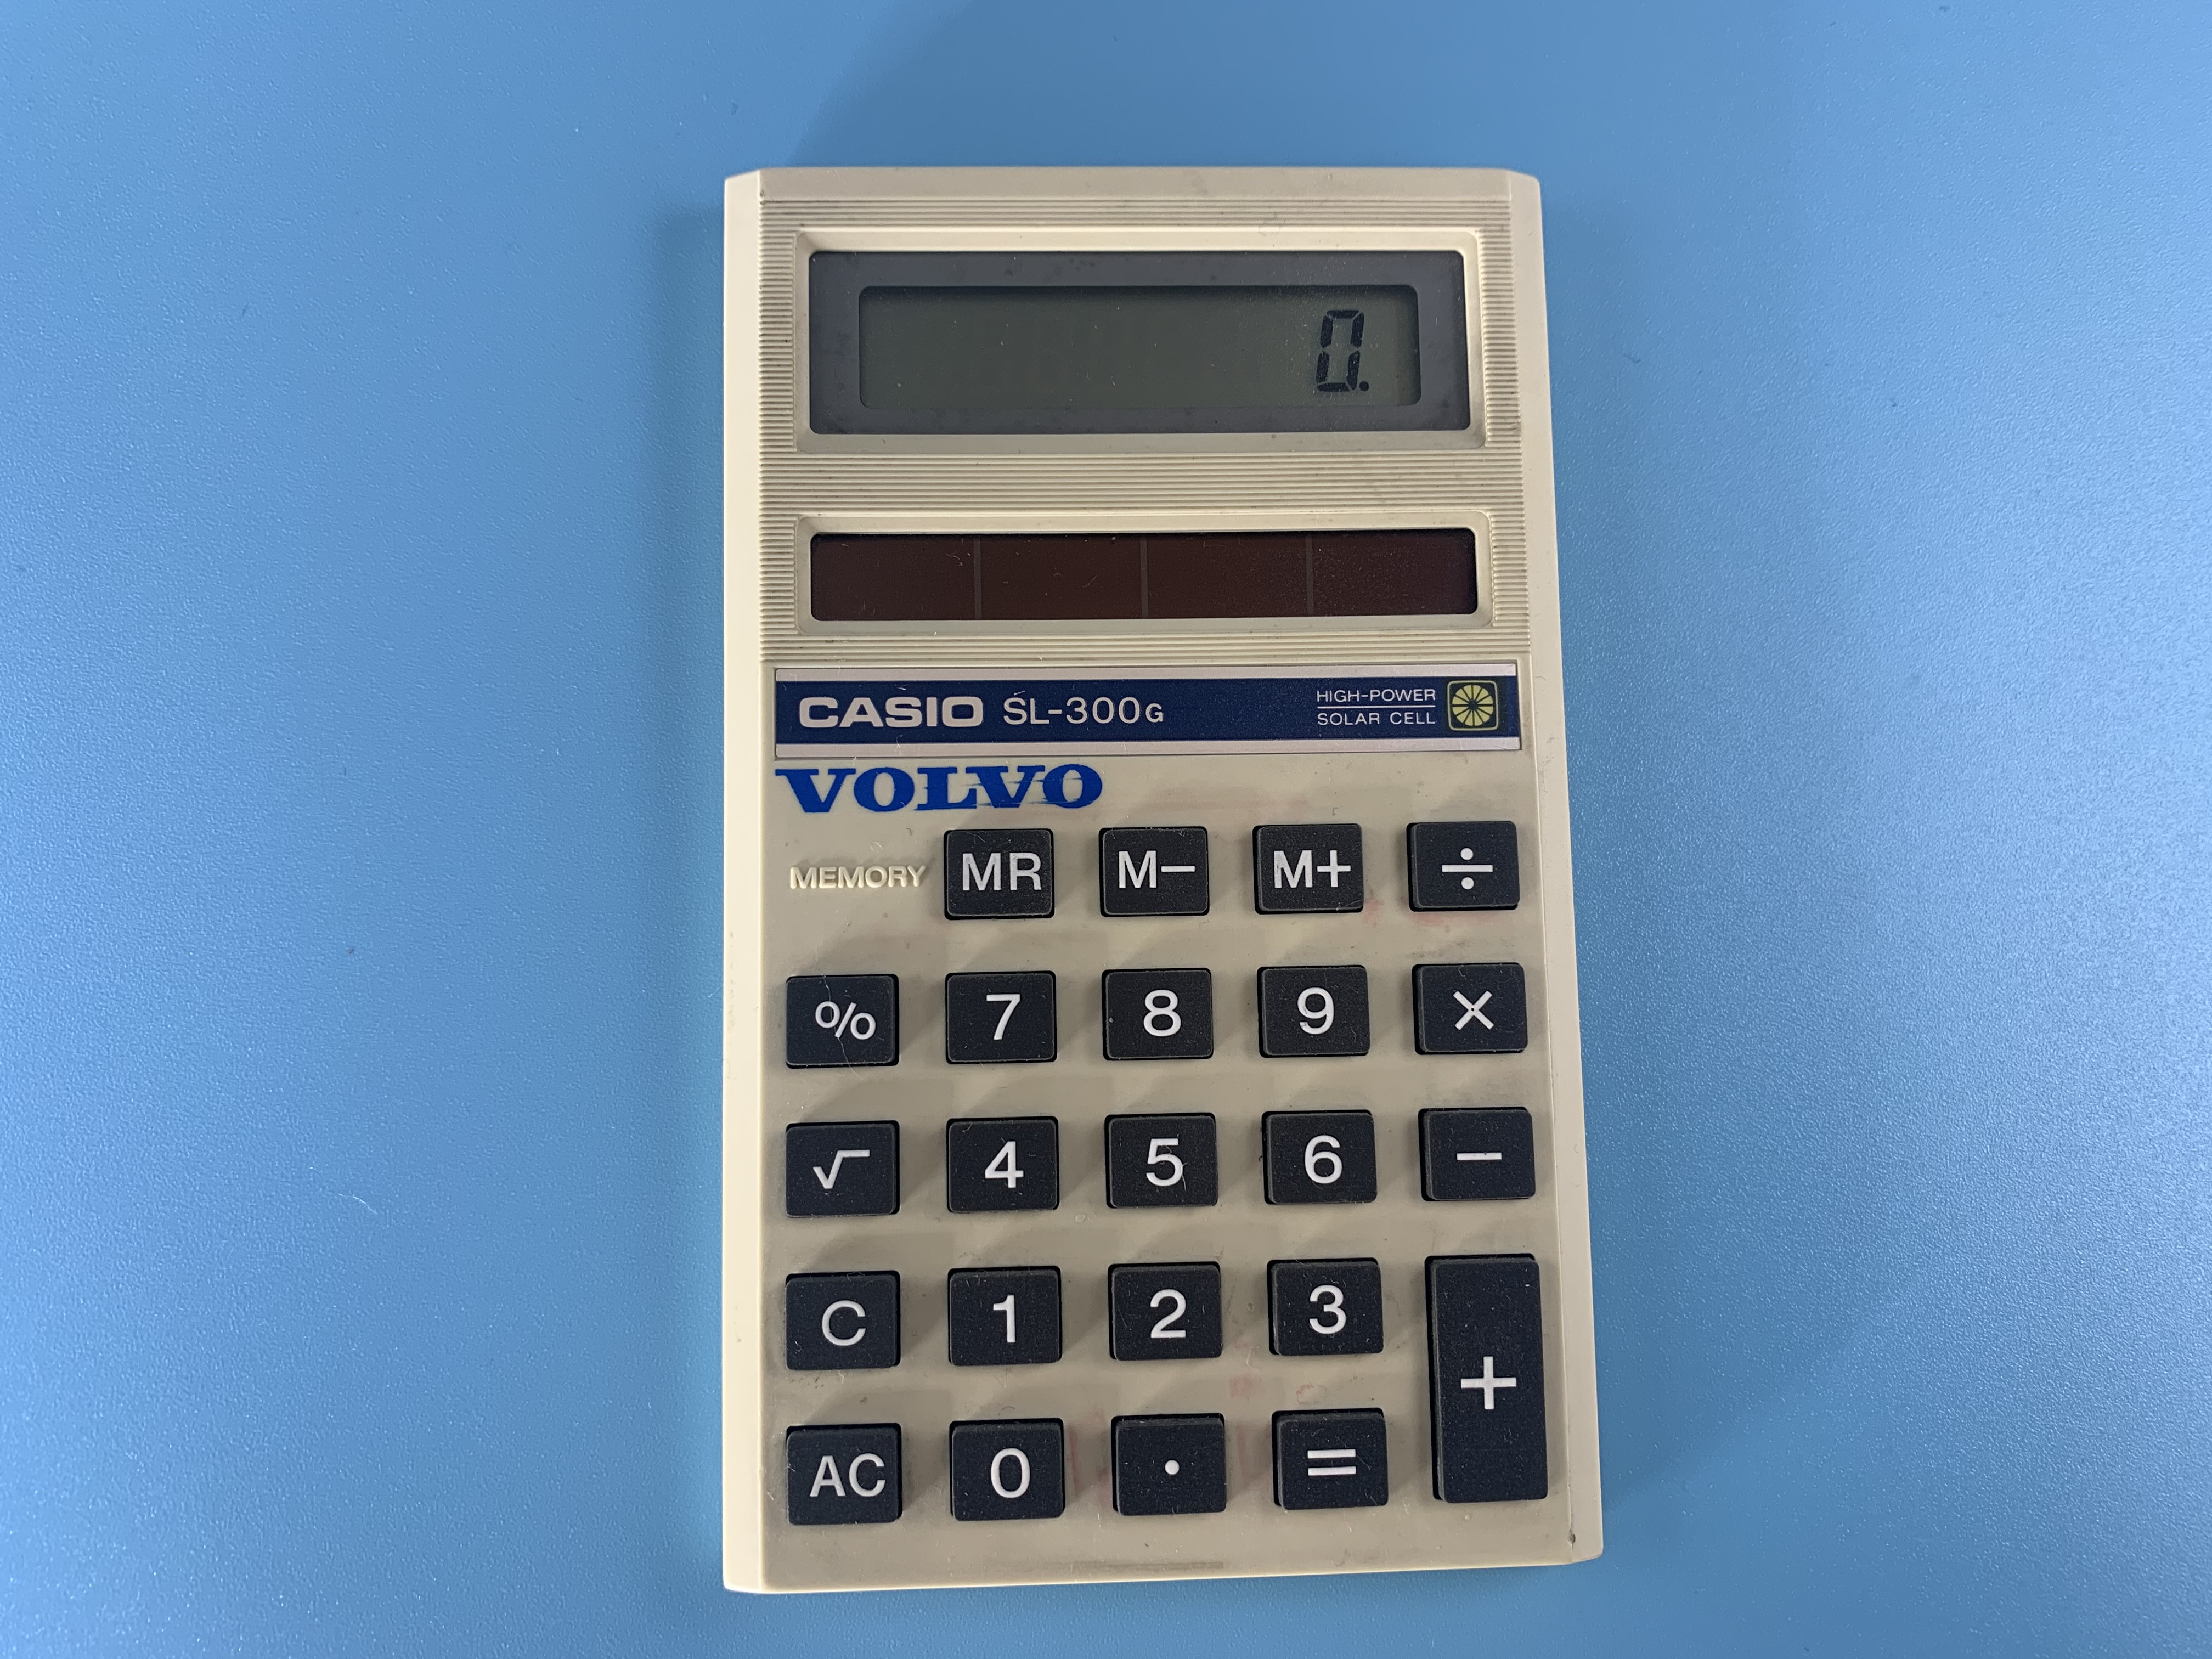 0.
CASIO SL-300G
HIGH-POWER
SOLAR CELL
VOLVO
MEMORY MR M− M+ ÷
% 7 8 9 ×
√ 4 5 6 −
C 1 2 3
+
AC 0 . =